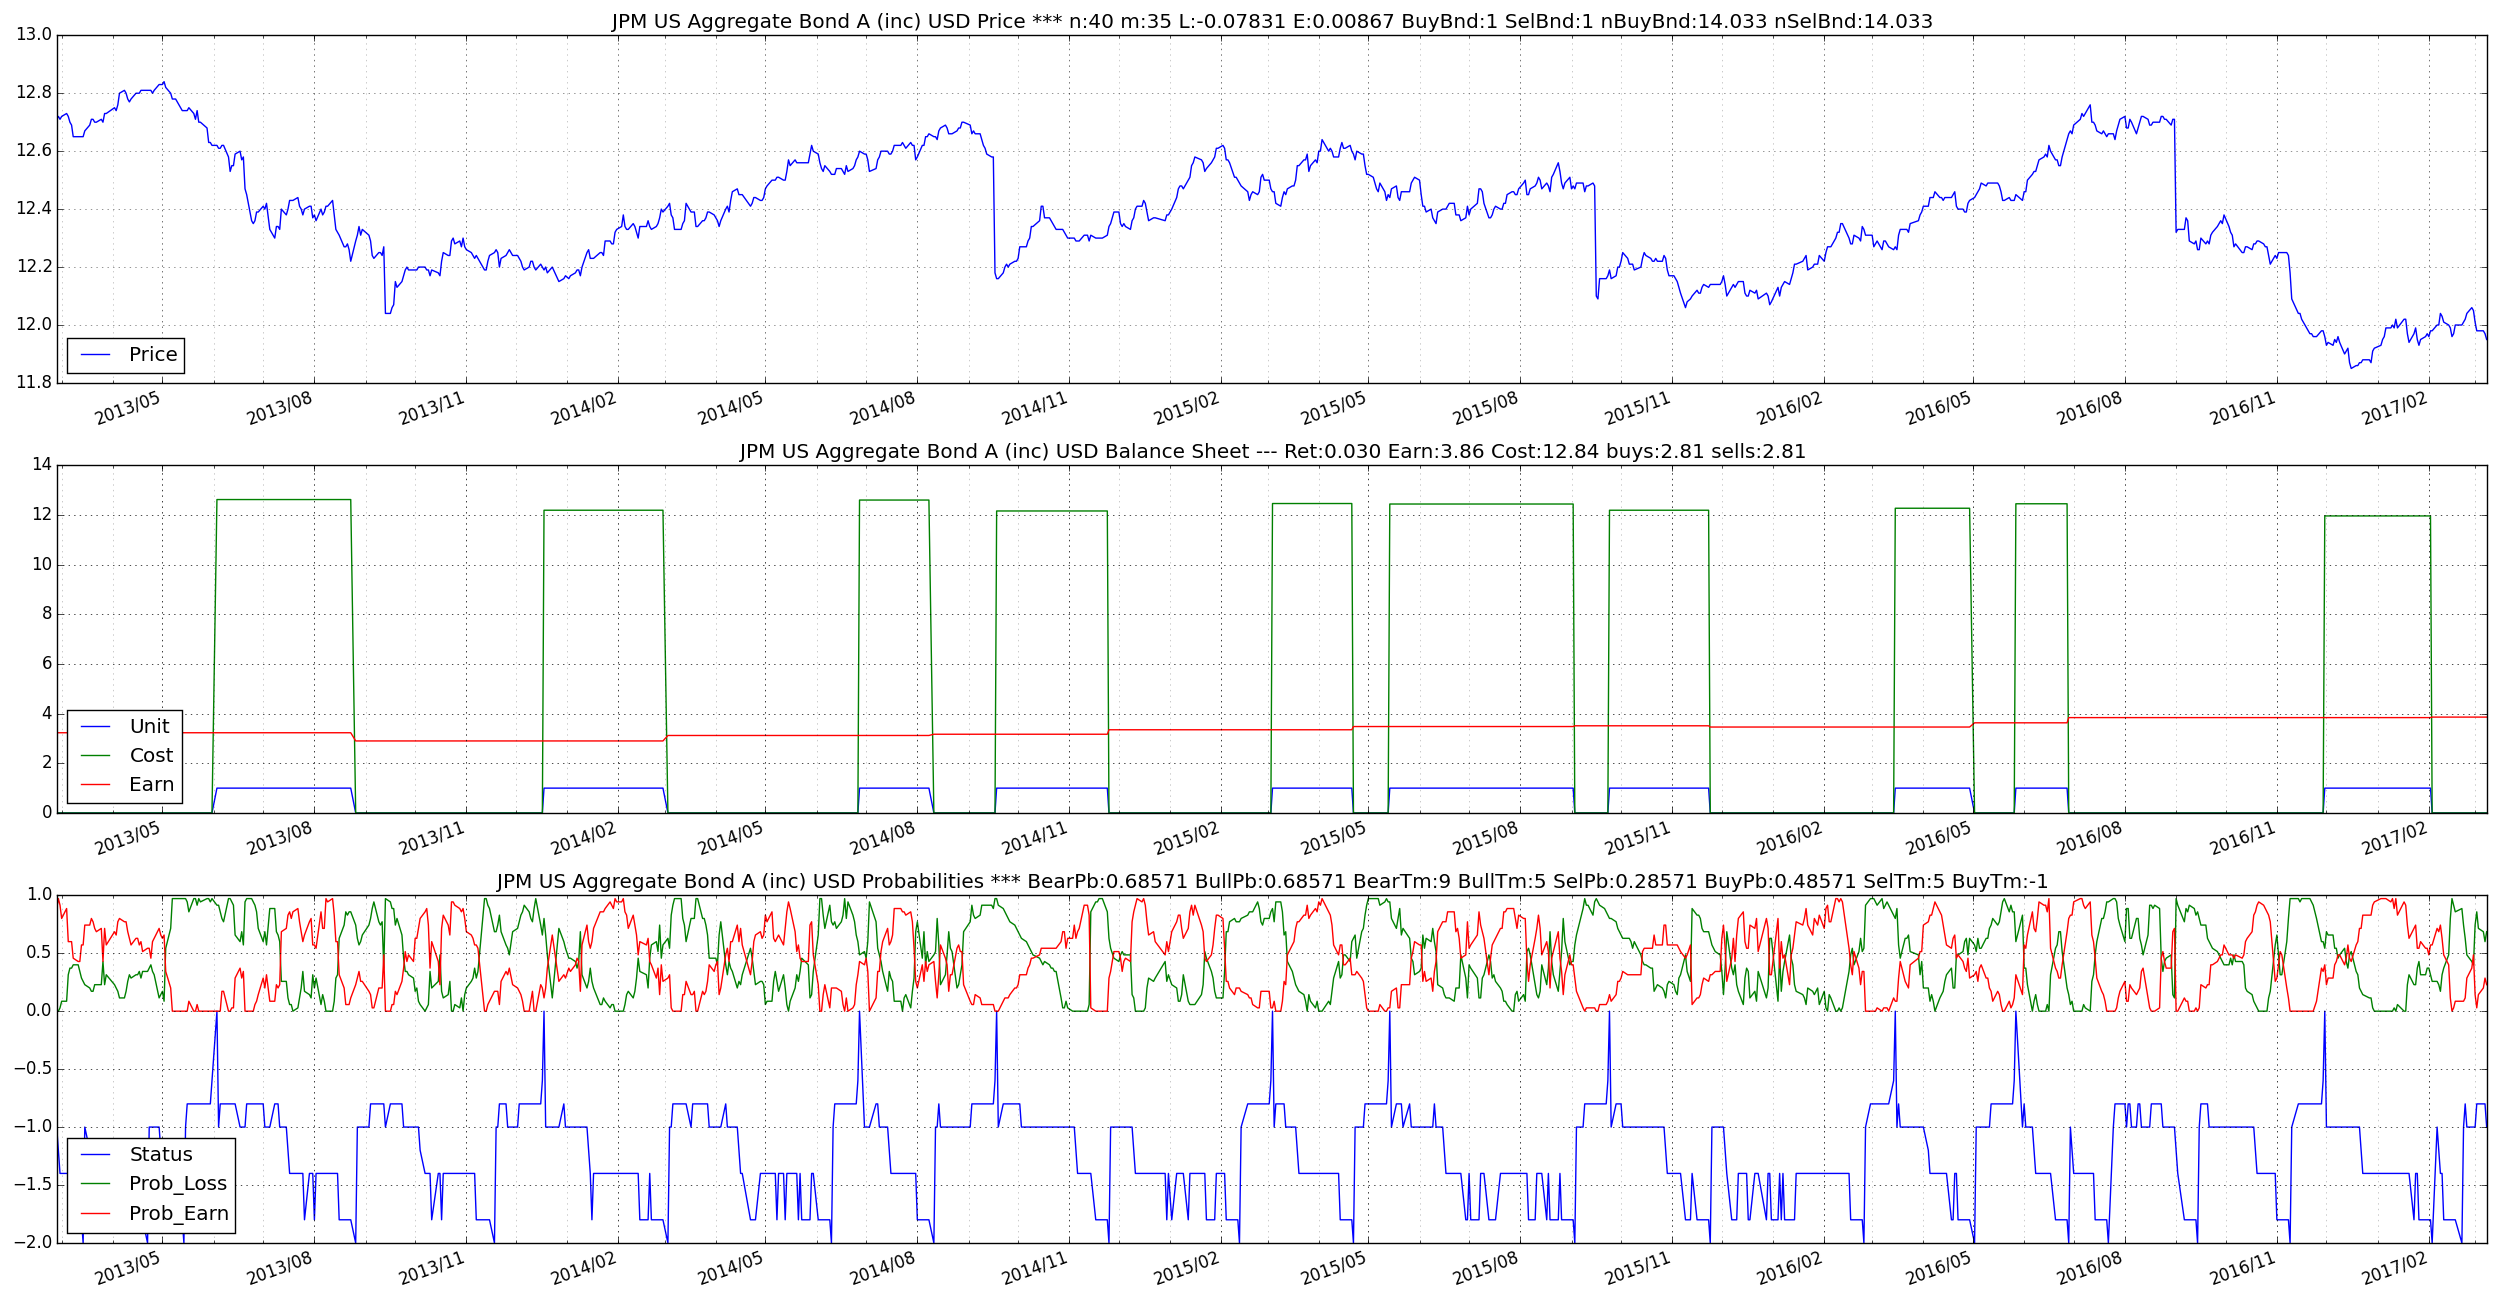 JPM US Aggregate Bond A (inc) USD Price *** n:40 m:35 L:-0.07831 E:0.00867 BuyBnd:1 SelBnd:1 nBuyBnd:14.033 nSelBnd:14.033
13.0
12.8
12.6
12.4
12.2
12.0
11.8
Price
2013/05 2013/08 2013/11 2014/02 2014/05 2014/08 2014/11 2015/02 2015/05 2015/08 2015/11 2016/02 2016/05 2016/08 2016/11 2017/02
JPM US Aggregate Bond A (inc) USD Balance Sheet --- Ret:0.030 Earn:3.86 Cost:12.84 buys:2.81 sells:2.81
14
12
10
8
6
4
2
0
Unit
Cost
Earn
2013/05 2013/08 2013/11 2014/02 2014/05 2014/08 2014/11 2015/02 2015/05 2015/08 2015/11 2016/02 2016/05 2016/08 2016/11 2017/02
JPM US Aggregate Bond A (inc) USD Probabilities *** BearPb:0.68571 BullPb:0.68571 BearTm:9 BullTm:5 SelPb:0.28571 BuyPb:0.48571 SelTm:5 BuyTm:-1
1.0
0.5
0.0
−0.5
−1.0
−1.5
−2.0
Status
Prob_Loss
Prob_Earn
2013/05 2013/08 2013/11 2014/02 2014/05 2014/08 2014/11 2015/02 2015/05 2015/08 2015/11 2016/02 2016/05 2016/08 2016/11 2017/02